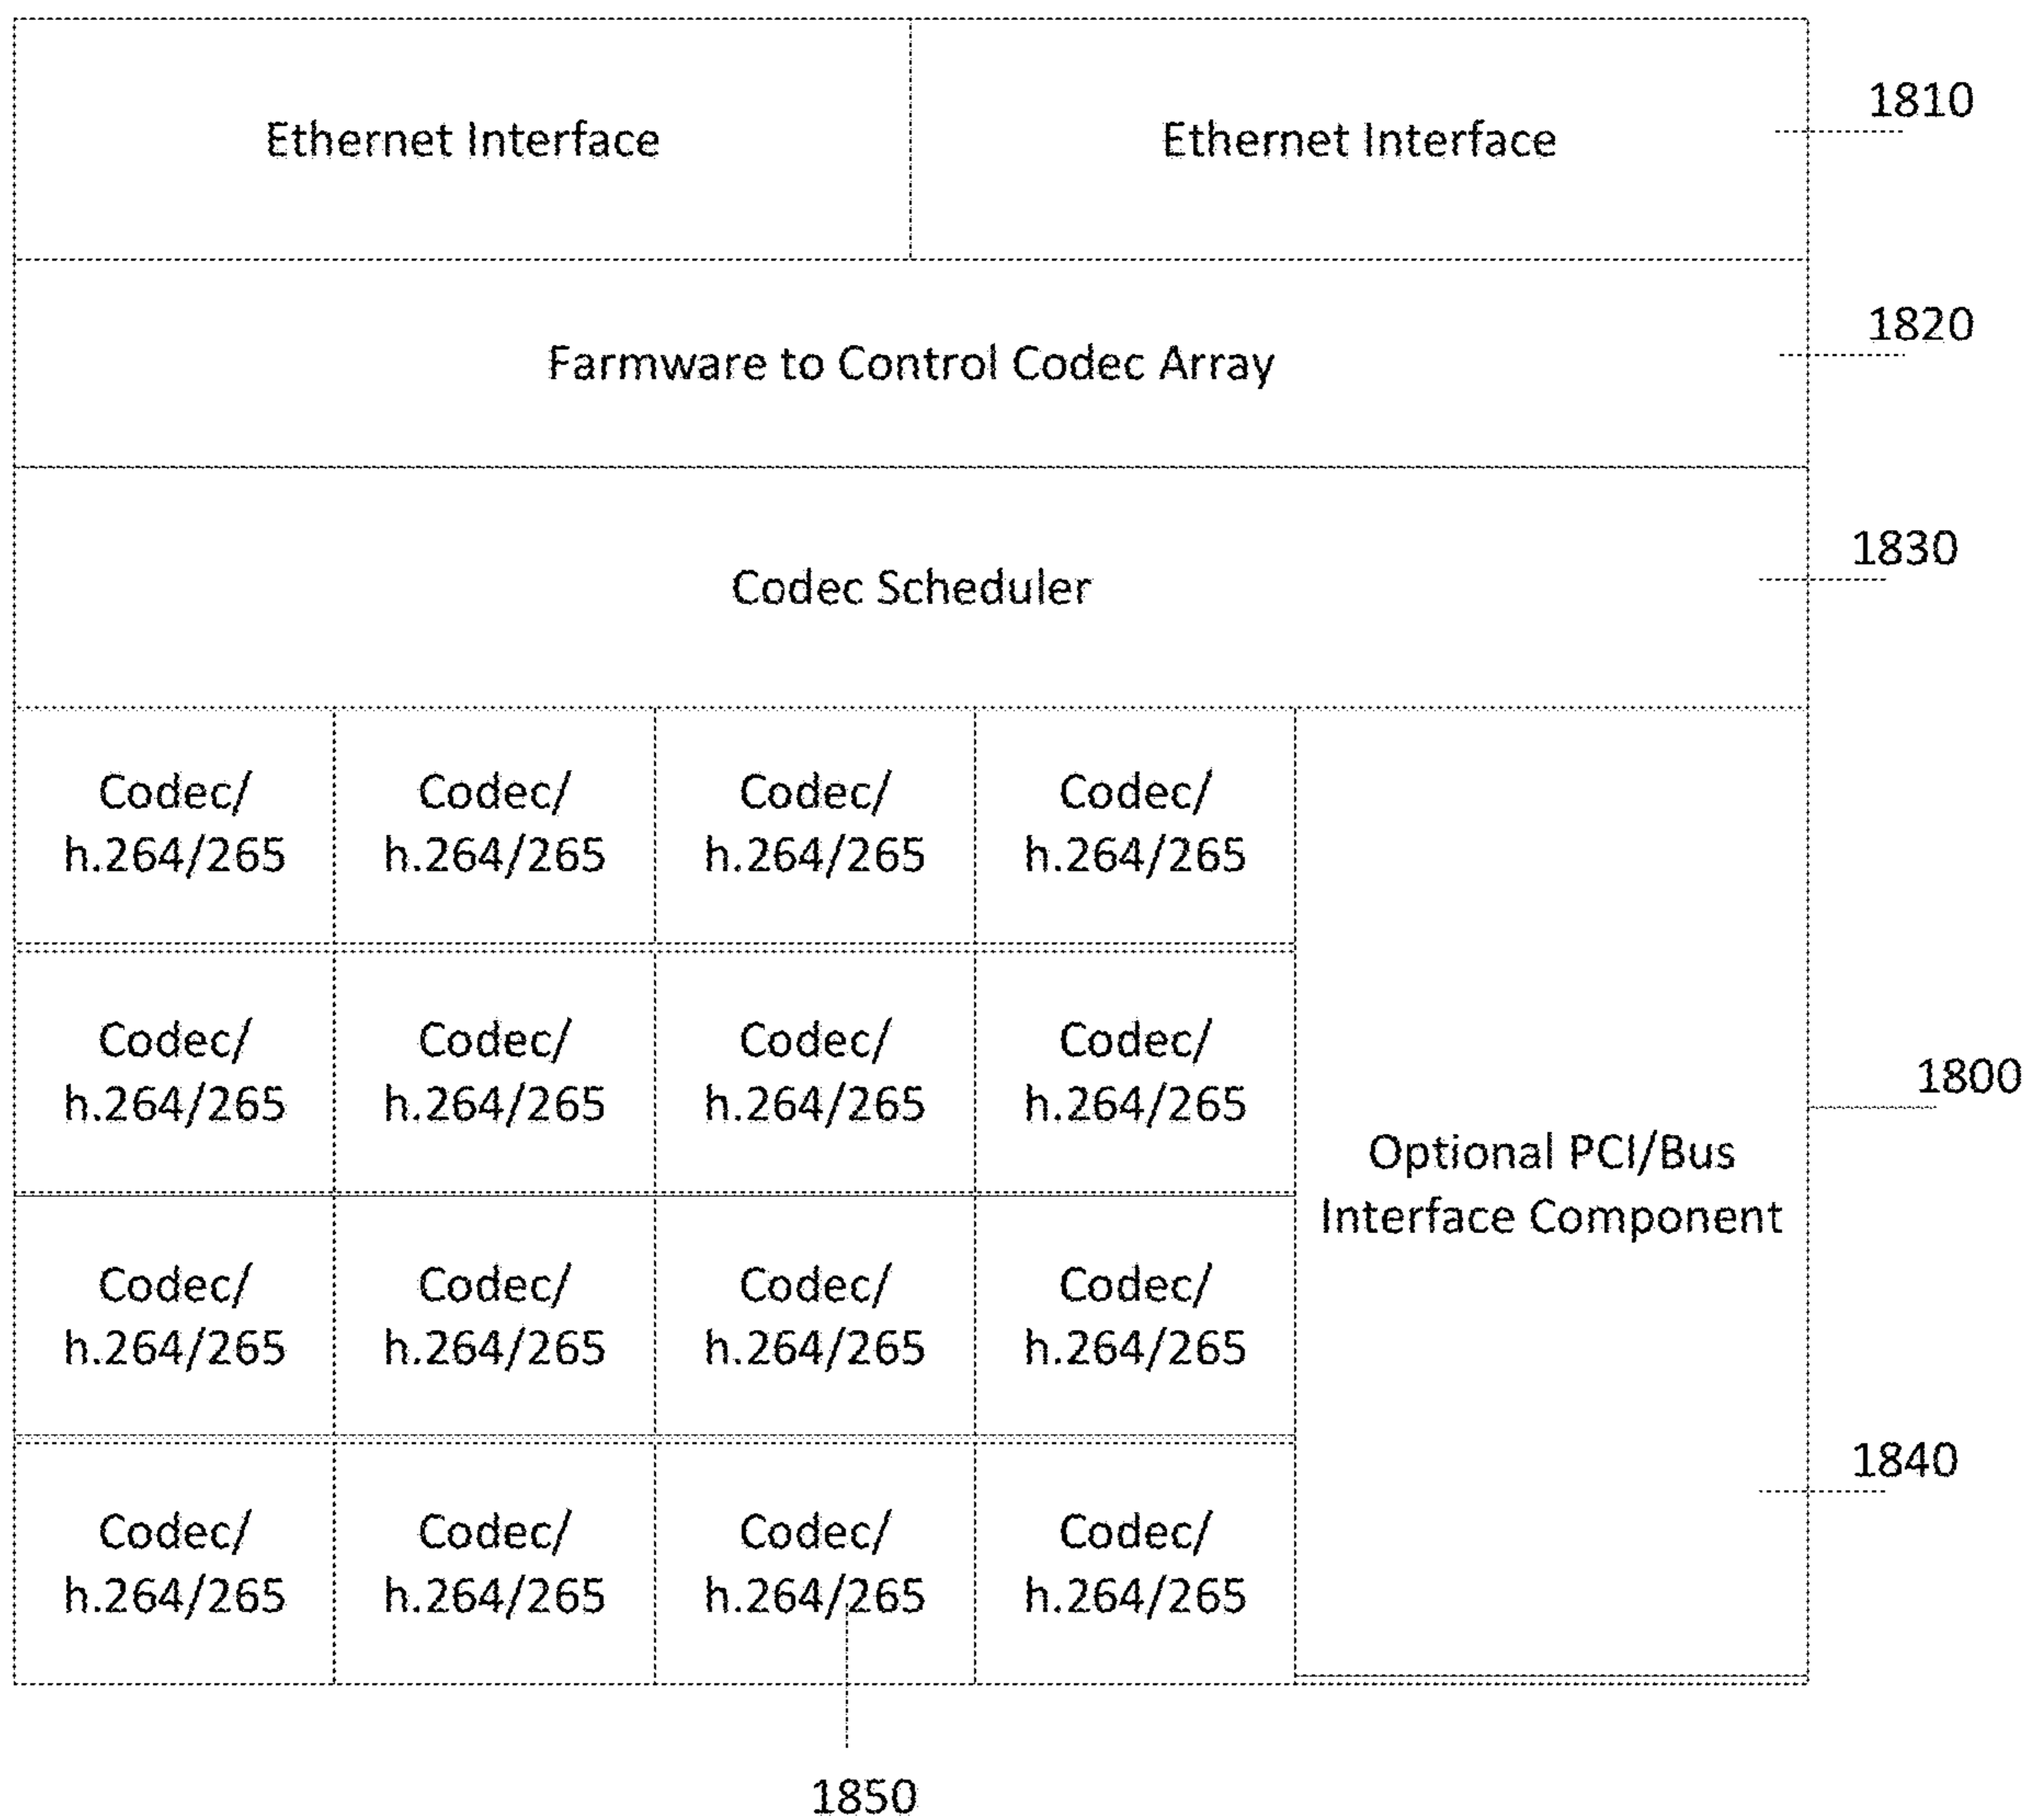 Ethernet Interface
Ethernet Interface
1810
Farmware to Control Codec Array
1820
Codec Scheduler
1830
Codec/
h.264/265
Codec/
h.264/265
Codec/
h.264/265
Codec/
h.264/265
Codec/
h.264/265
Codec/
h.264/265
Codec/
h.264/265
Codec/
h.264/265
Codec/
h.264/265
Codec/
h.264/265
Codec/
h.264/265
Codec/
h.264/265
Codec/
h.264/265
Codec/
h.264/265
Codec/
h.264/265
Codec/
h.264/265
Optional PCI/Bus
Interface Component
1800
1840
1850